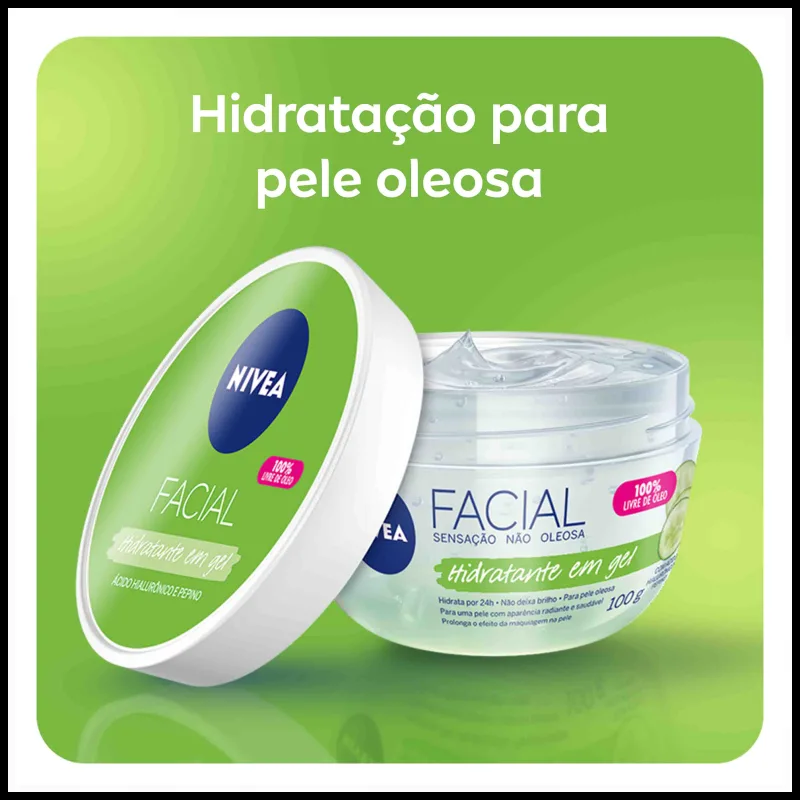 Hidratação para
pele oleosa
NIVEA
100%
LIVRE DE ÓLEO
FACIAL
Hidratante em gel
ÁCIDO HIALURÔNICO E PEPINO
100%
LIVRE DE ÓLEO
FACIAL
SENSAÇÃO NÃO OLEOSA
Hidratante em gel
Hidrata por 24h • Não deixa brilho • Para pele oleosa
Para uma pele com aparência radiante e saudável
Prolonga o efeito da maquiagem na pele
100g